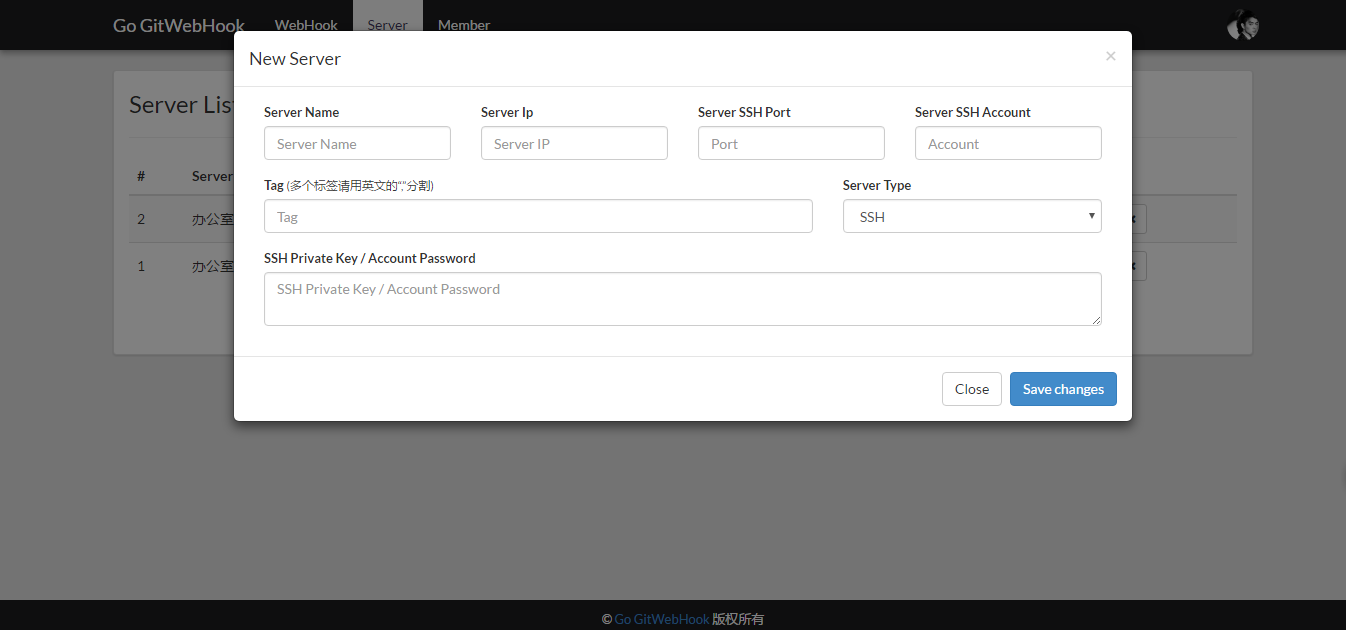 Go GitWebHook WebHook Server Member
New Server ×
Server Lis
Server Name Server Ip Server SSH Port Server SSH Account
Server Name Server IP Port Account
# Server
Tag (多个标签请用英文的“,”分割) Server Type
Tag SSH
2 办公室
SSH Private Key / Account Password
1 办公室
SSH Private Key / Account Password
Close Save changes
© Go GitWebHook 版权所有